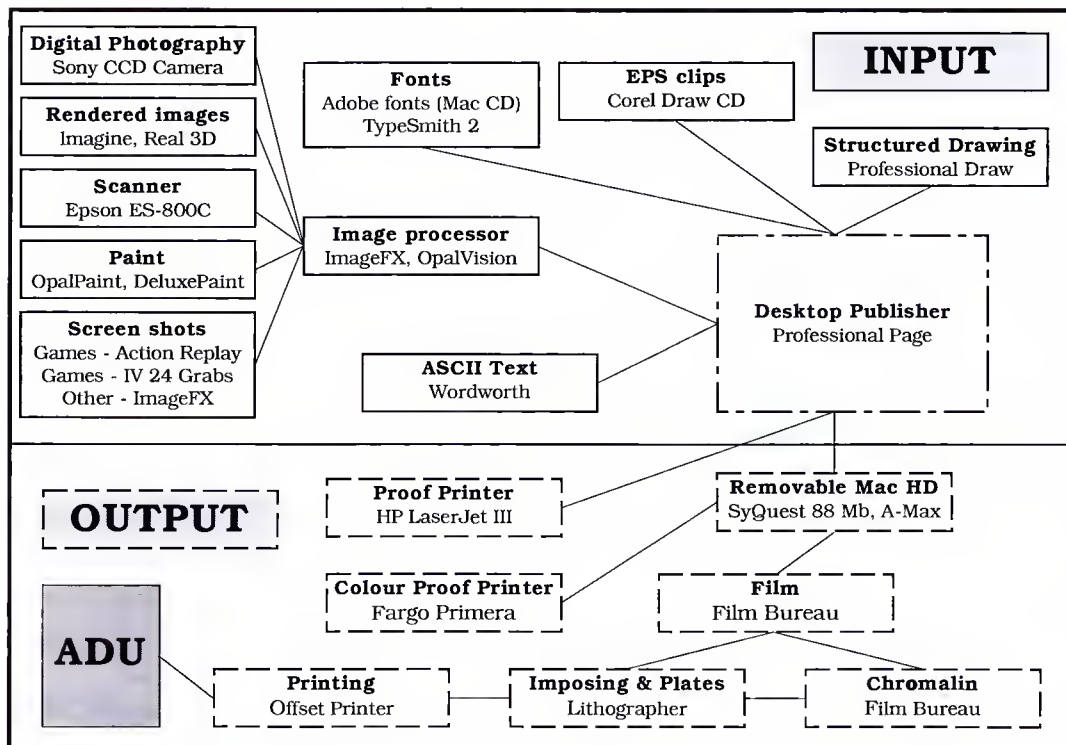 Digital Photography
Sony CCD Camera
Rendered images
Imagine, Real 3D
Scanner
Epson ES-800C
Paint
OpalPaint, DeluxePaint
Screen shots
Games - Action Replay
Games - IV 24 Grabs
Other - ImageFX
Fonts
Adobe fonts (Mac CD)
TypeSmith 2
EPS clips
Corel Draw CD
INPUT
Structured Drawing
Professional Draw
Image processor
ImageFX, OpalVision
ASCII Text
Wordworth
Desktop Publisher
Professional Page
OUTPUT
Proof Printer
HP LaserJet III
Removable Mac HD
SyQuest 88 Mb, A-Max
Colour Proof Printer
Fargo Primera
Film
Film Bureau
ADU
Printing
Offset Printer
Imposing & Plates
Lithographer
Chromalin
Film Bureau